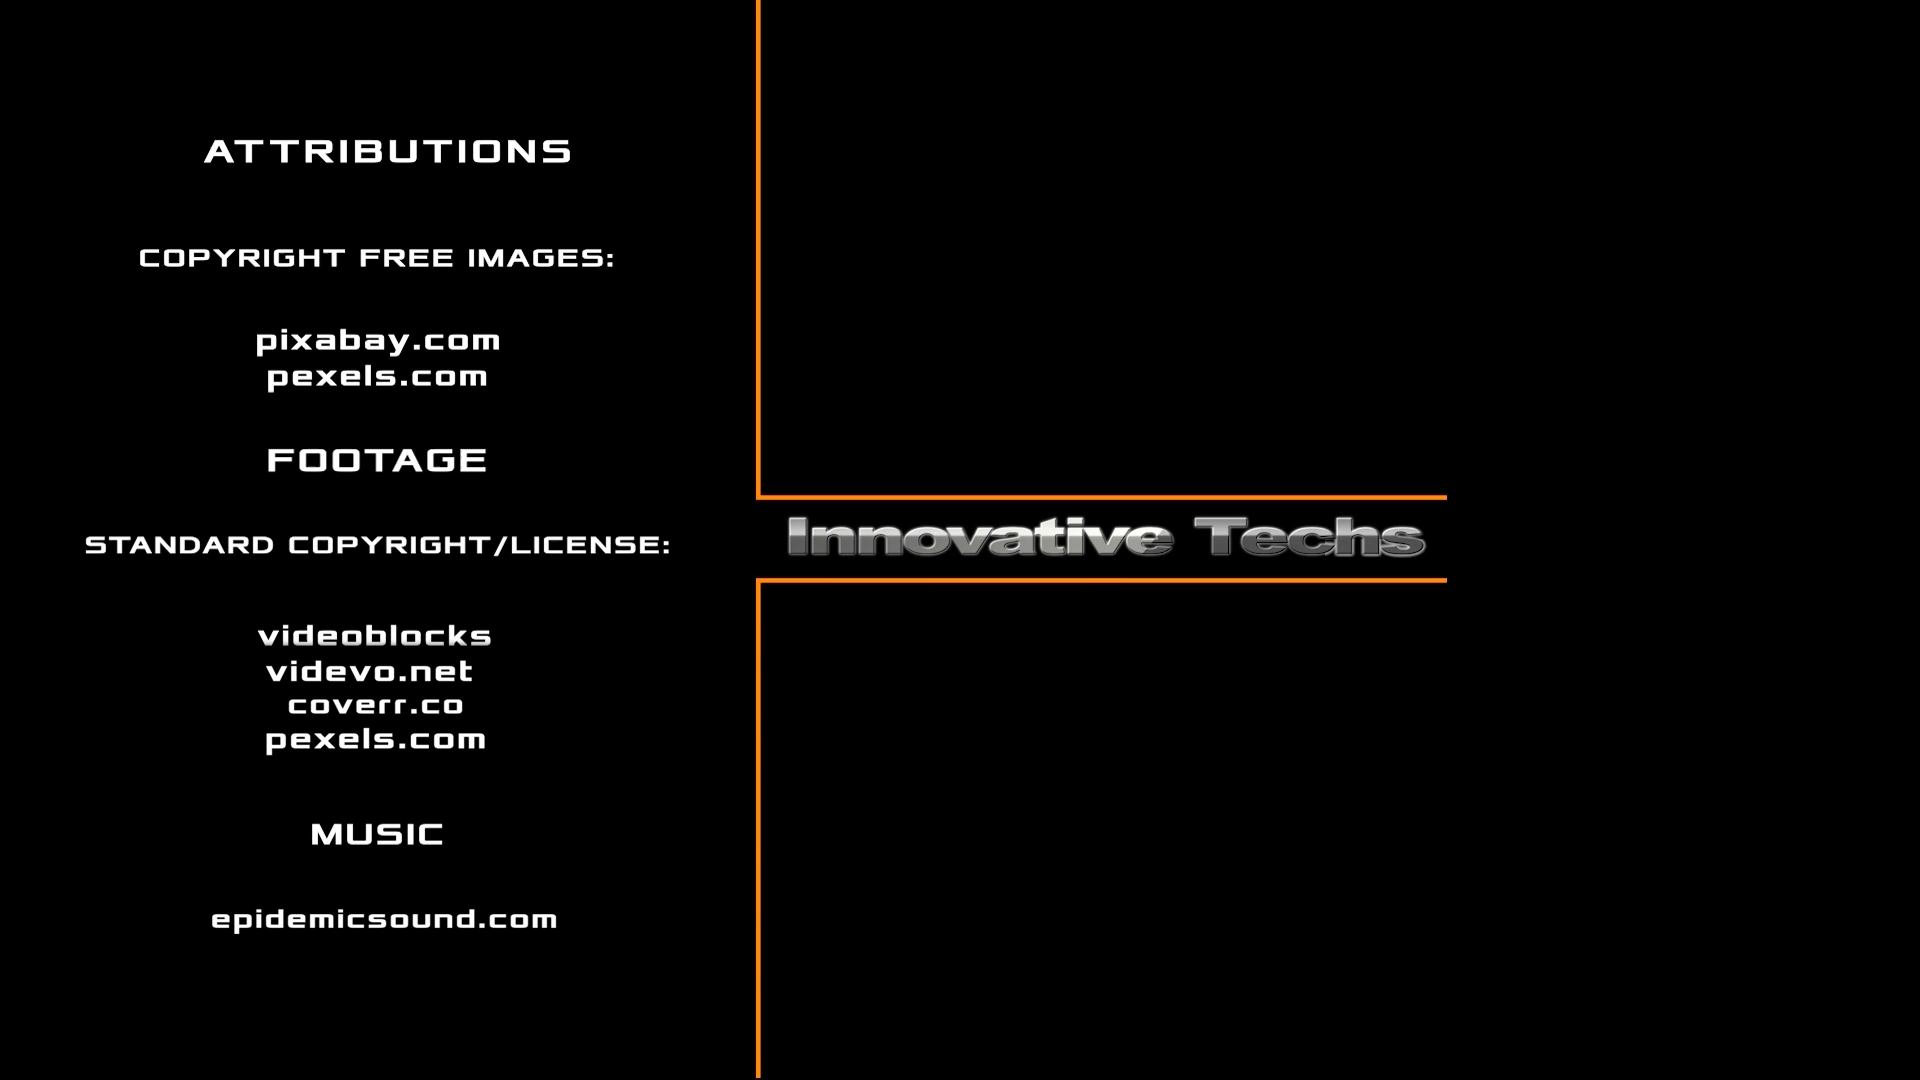 ATTRIBUTIONS
COPYRIGHT FREE IMAGES:
pixabay.com
pexels.com
FOOTAGE
STANDARD COPYRIGHT/LICENSE:
videoblocks
videvo.net
coverr.co
pexels.com
MUSIC
epidemicsound.com
Innovative Techs